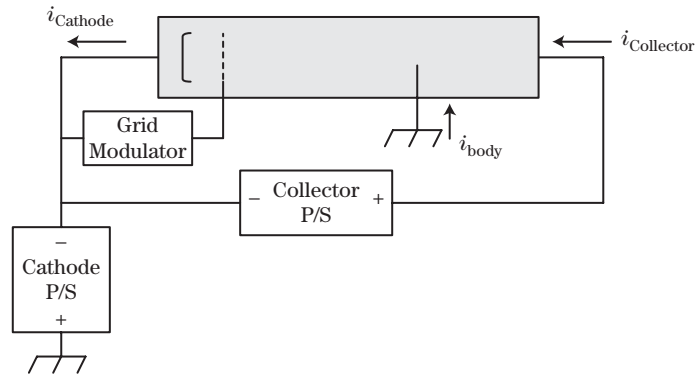 i_Cathode
i_Collector
Grid
Modulator
i_body
− Collector +
P/S
−
Cathode
P/S
+